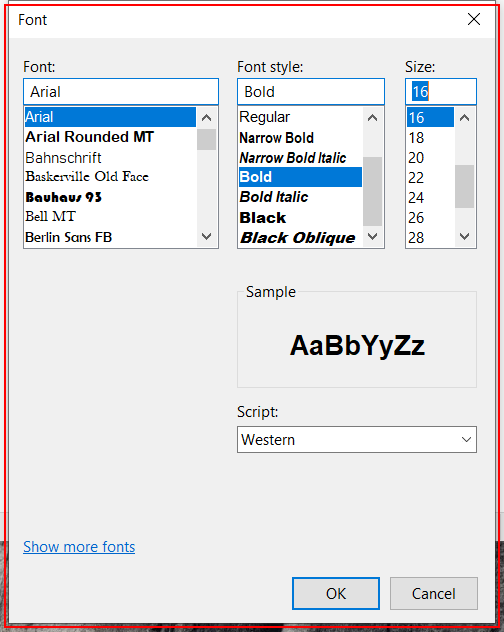 Font
Font:
Font style:
Size:
Arial
Bold
16
Arial
Arial Rounded MT
Bahnschrift
Baskerville Old Face
Bauhaus 93
Bell MT
Berlin Sans FB
Regular
Narrow Bold
Narrow Bold Italic
Bold
Bold Italic
Black
Black Oblique
16
18
20
22
24
26
28
Sample
AaBbYyZz
Script:
Western
Show more fonts
OK
Cancel